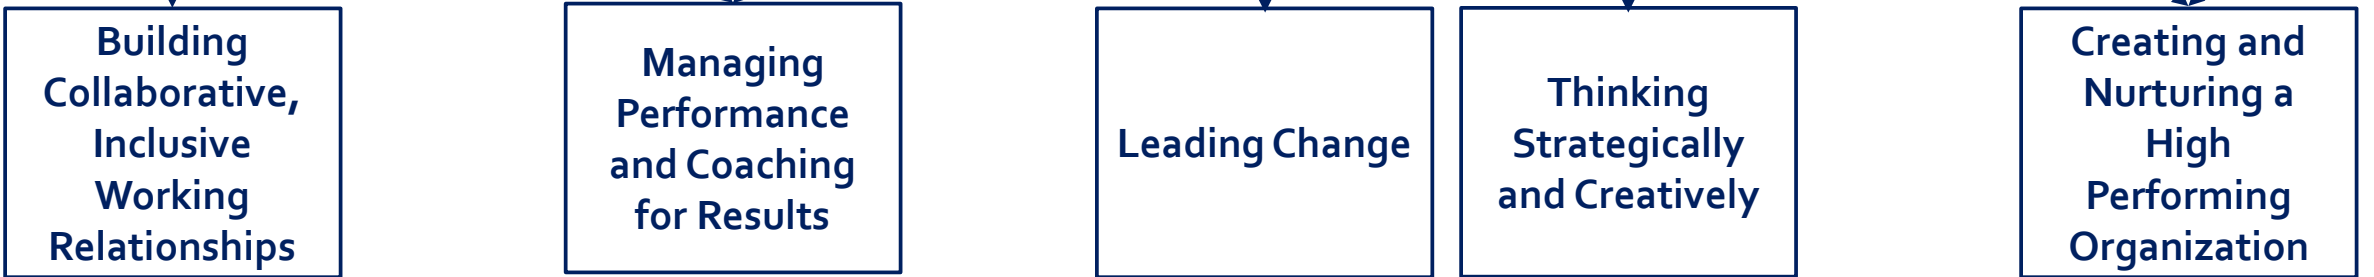 Building
Collaborative,
Inclusive
Working
Relationships
Managing
Performance
and Coaching
for Results
Leading Change
Thinking
Strategically
and Creatively
Creating and
Nurturing a
High
Performing
Organization